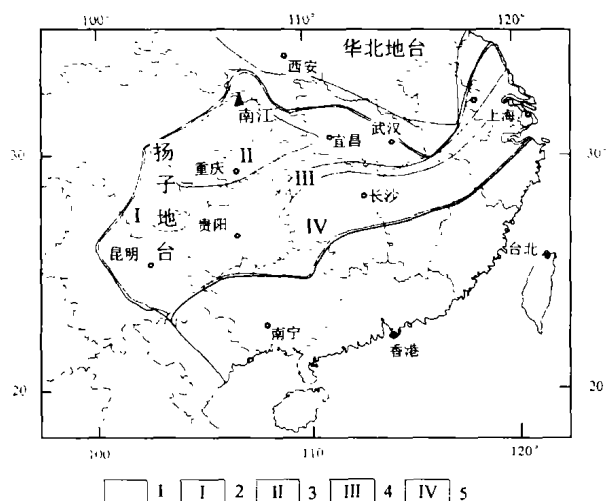 100° 110° 120°
华北地台
西安
南江
上海
武汉
宜昌
30 30°
扬子地台
重庆 II
III
长沙
I
贵阳
IV
昆明
台北
南宁
香港
20 20
100 110 120
1 I 2 II 3 III 4 IV 5